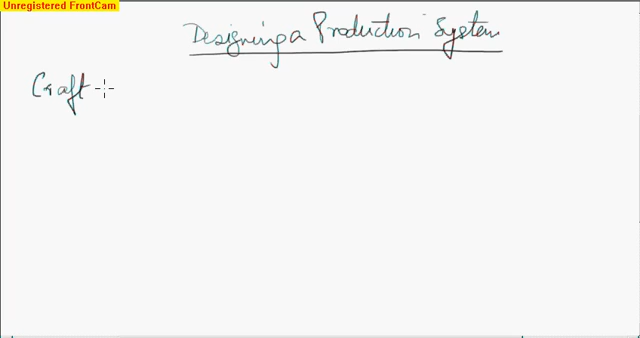 Unregistered FrontCam
Designing a Production System
Craft